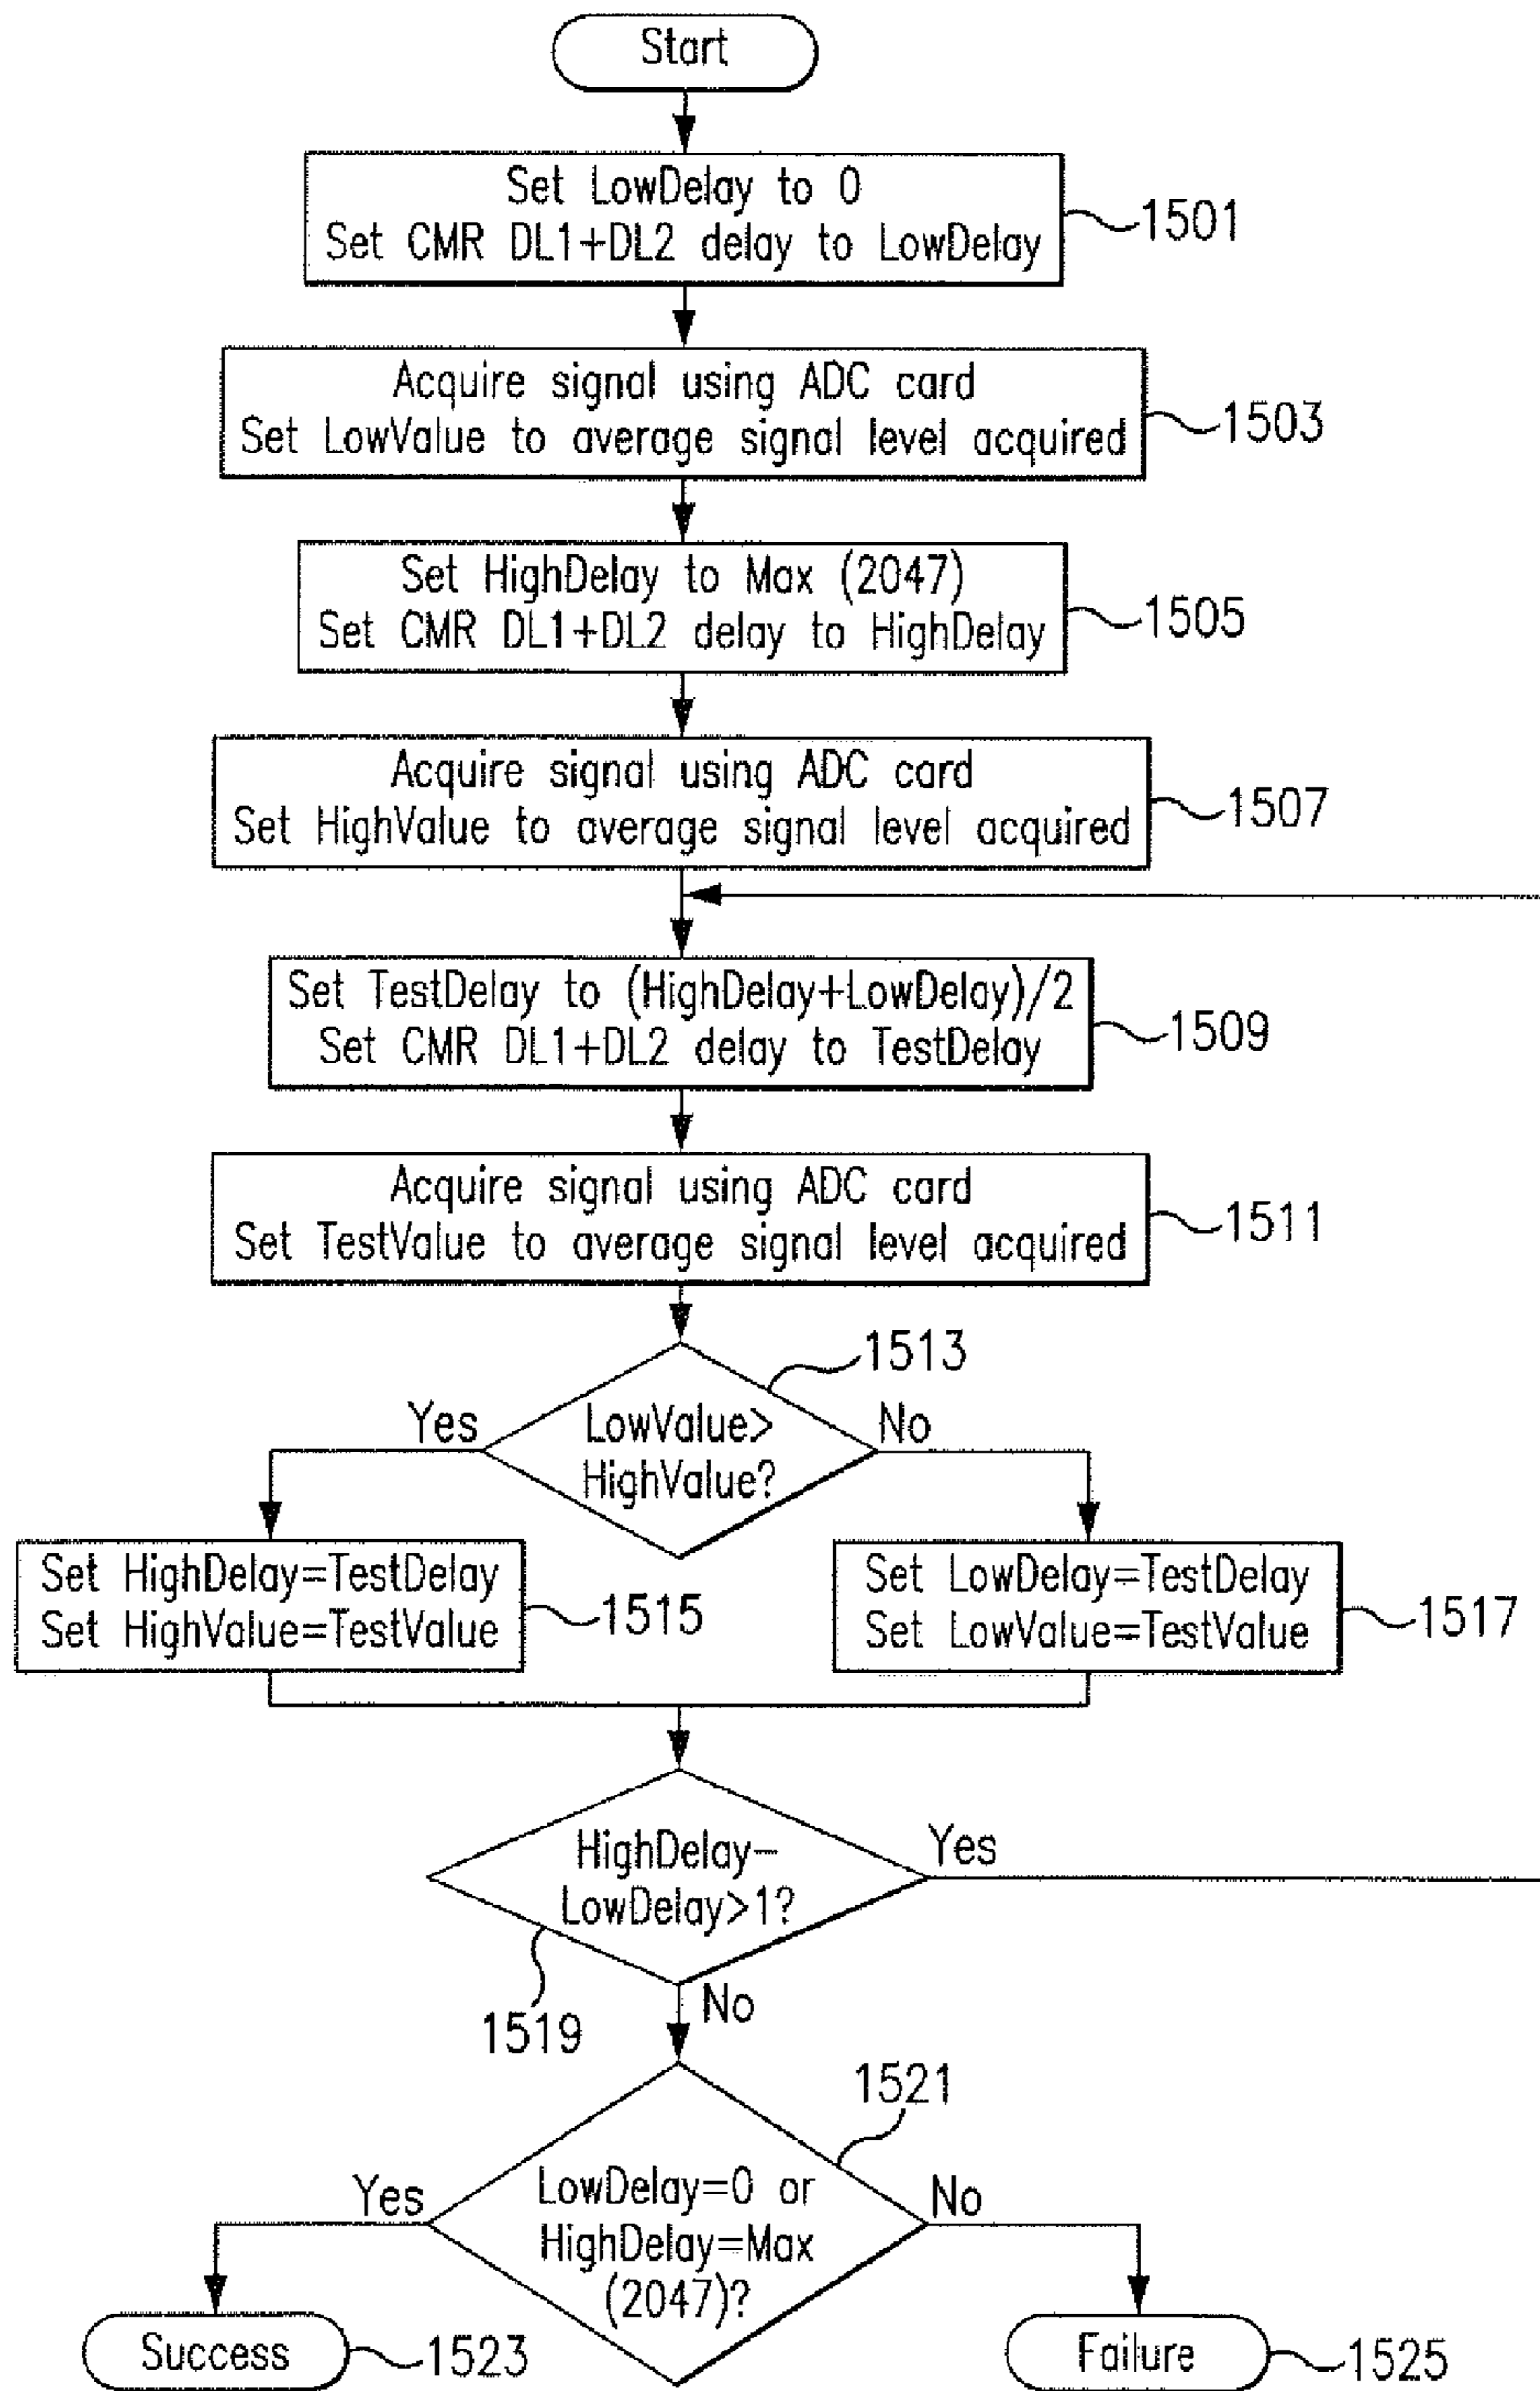 Start
Set LowDelay to 0
Set CMR DL1+DL2 delay to LowDelay
1501
Acquire signal using ADC card
Set LowValue to average signal level acquired
1503
Set HighDelay to Max (2047)
Set CMR DL1+DL2 delay to HighDelay
1505
Acquire signal using ADC card
Set HighValue to average signal level acquired
1507
Set TestDelay to (HighDelay+LowDelay)/2
Set CMR DL1+DL2 delay to TestDelay
1509
Acquire signal using ADC card
Set TestValue to average signal level acquired
1511
1513
Yes
LowValue>
HighValue?
No
Set HighDelay=TestDelay
Set HighValue=TestValue
1515
Set LowDelay=TestDelay
Set LowValue=TestValue
1517
HighDelay-
LowDelay>1?
Yes
1519
No
1521
Yes
LowDelay=0 or
HighDelay=Max
(2047)?
No
Success
1523
Failure
1525